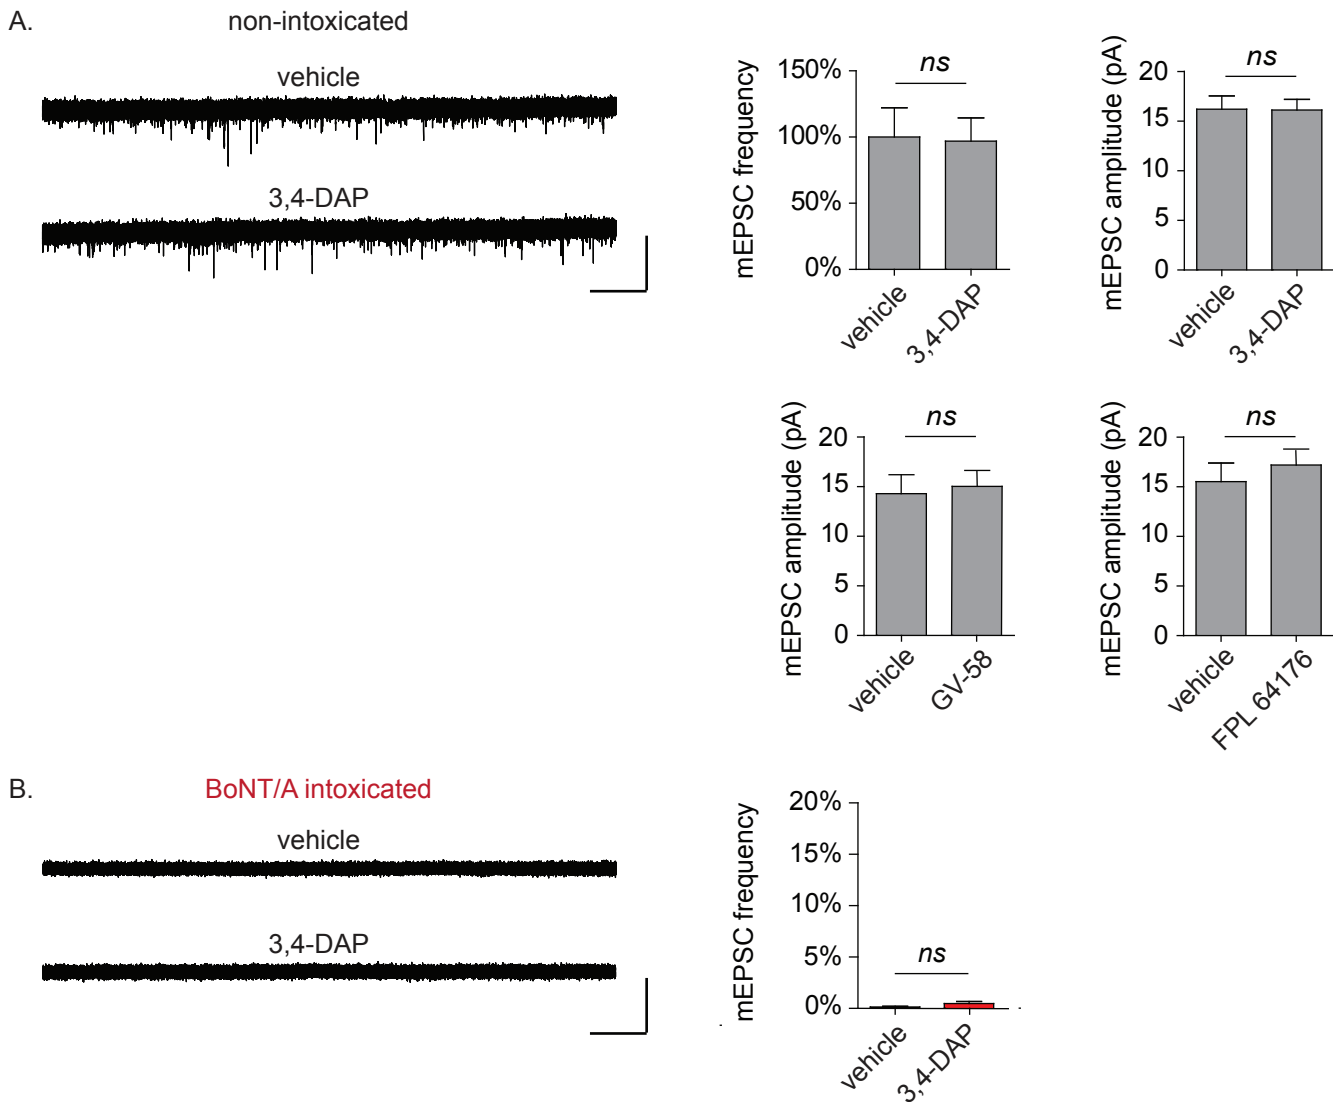 A.
non-intoxicated
vehicle
3,4-DAP
mEPSC frequency
150%
100%
50%
0%
ns
vehicle
3,4-DAP
mEPSC amplitude (pA)
20
15
10
5
0
ns
vehicle
3,4-DAP
mEPSC amplitude (pA)
20
15
10
5
0
ns
vehicle
GV-58
mEPSC amplitude (pA)
20
15
10
5
0
ns
vehicle
FPL 64176
B.
BoNT/A intoxicated
vehicle
3,4-DAP
mEPSC frequency
20%
15%
10%
5%
0%
ns
vehicle
3,4-DAP